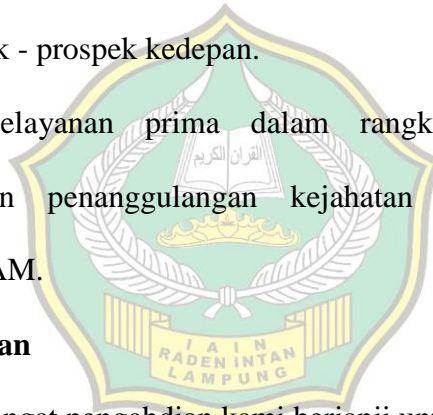 k - prospek kedepan.
elayanan prima dalam rangk
القرآن الكريم
n penanggulangan kejahatan
AM.
an
I A I N
RADEN INTAN
LAMPUNG
ngat pengabdian kami berjanji un